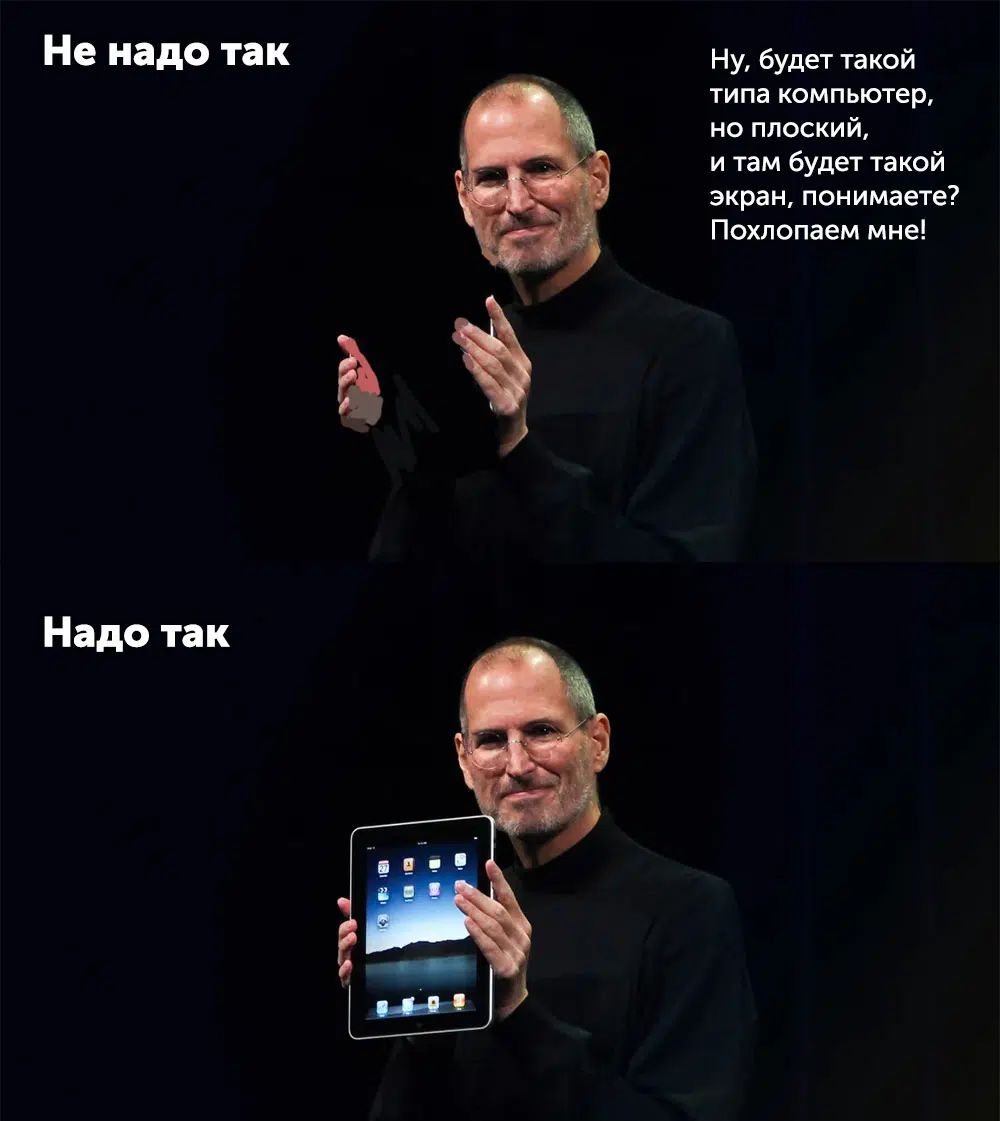 Не надо так
Ну, будет такой
типа компьютер,
но плоский,
и там будет такой
экран, понимаете?
Похлопаем мне!
Надо так
27